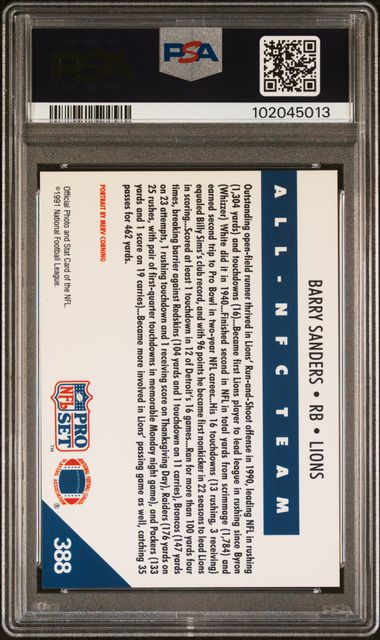 PSA
PSA
102045013
BARRY SANDERS • RB • LIONS
ALL-NFC TEAM
Outstanding open-field runner thrived in Lions' Run-and-Shoot offense in 1990, leading NFL in rushing
(1,304 yards) and touchdowns (16)....Became first Lions player to lead league in rushing since Byron
(Whizzer) White did it in 1940....Finished second in NFL in total yards from scrimmage (1,784) and
earned second trip to Pro Bowl in two-year NFL career....His 16 touchdowns (13 rushing, 3 receiving)
equaled Billy Sims's club record, and with 96 points he became first nonkicker in 22 seasons to lead Lions
in scoring....Scored at least 1 touchdown in 12 of Detroit's 16 games....Ran for more than 100 yards four
times, breaking barrier against Redskins (104 yards and 1 touchdown on 11 carries), Broncos (147 yards
on 23 attempts, 1 rushing touchdown and 1 receiving score on Thanksgiving Day), Raiders (176 yards on
25 rushes, with pair of first-quarter touchdowns in memorable Monday night game), and Packers (133
yards and 1 score on 19 carries)....Became more involved in Lions' passing game as well, catching 35
passes for 462 yards.
PORTRAIT BY MERV CORNING
Official Photo and Stat Card of the NFL.
©1991 National Football League.
PRO
NFL
SET
TM
388